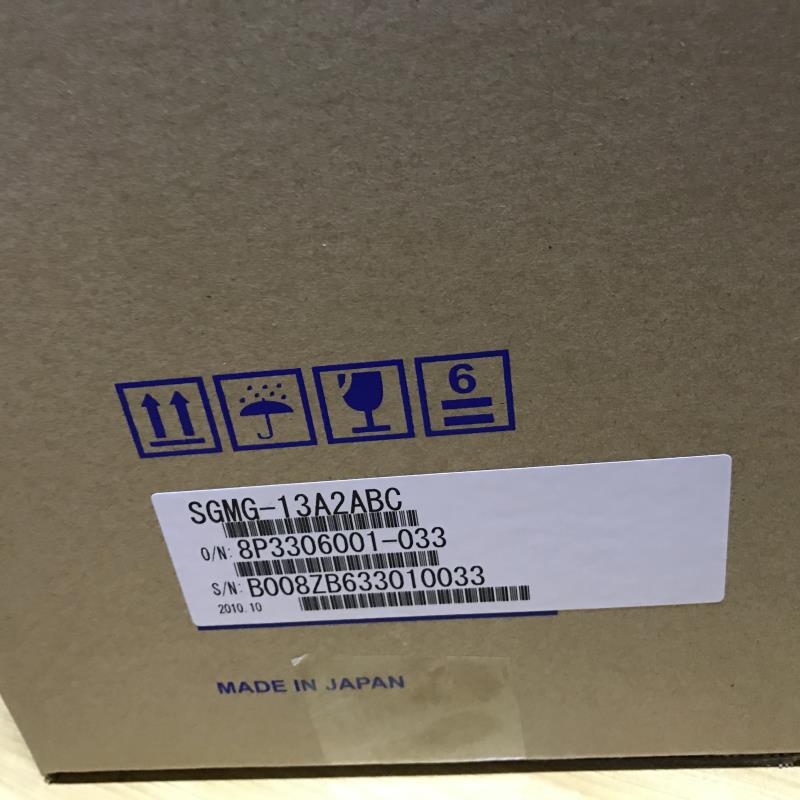 6
SGMG-13A2ABC
O/N: 8P3306001-033
S/N: B008ZB633010033
2010.10
MADE IN JAPAN